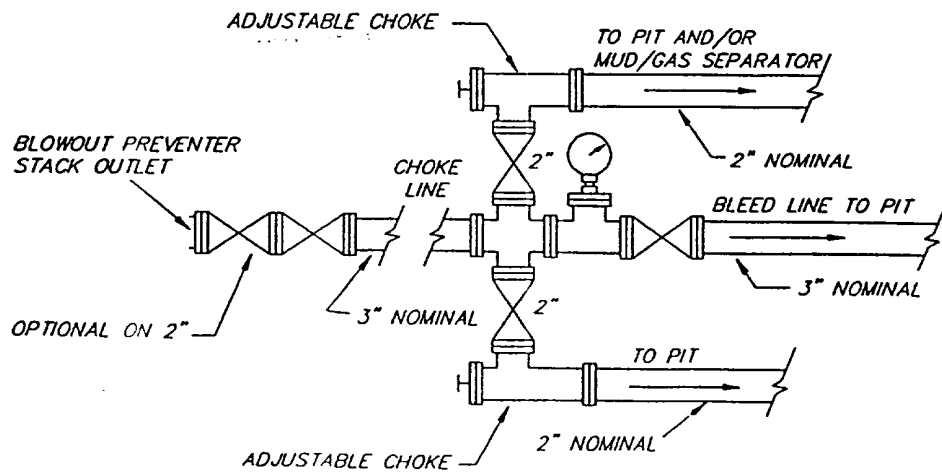 ADJUSTABLE CHOKE
TO PIT AND/OR
MUD/GAS SEPARATOR
BLOWOUT PREVENTER
STACK OUTLET
CHOKE
LINE
2"
2" NOMINAL
BLEED LINE TO PIT
OPTIONAL ON 2"
3" NOMINAL
2"
3" NOMINAL
TO PIT
2" NOMINAL
ADJUSTABLE CHOKE